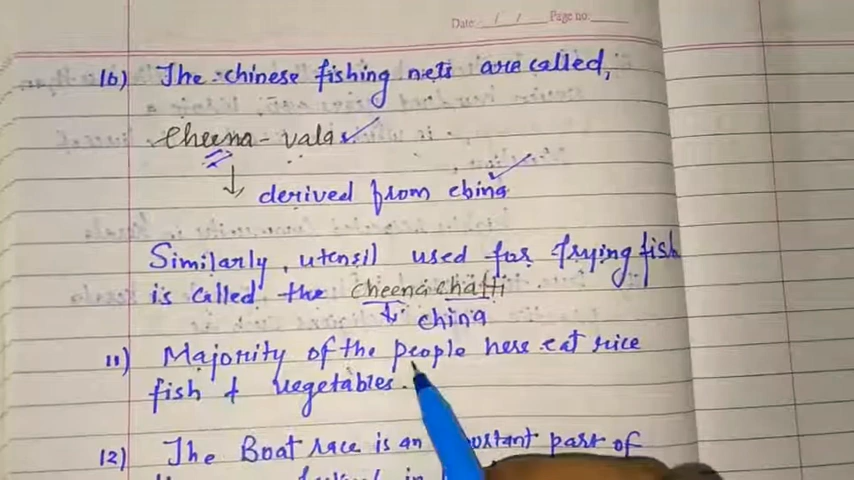 Date: / / Page no:
10) The chinese fishing nets are called,
Cheena - vala
derived from china
Similarly, utensil used for frying fish
is called the cheenachatti
china
11) Majority of the people here eat rice
fish & vegetables.
12) The Boat race is an part of